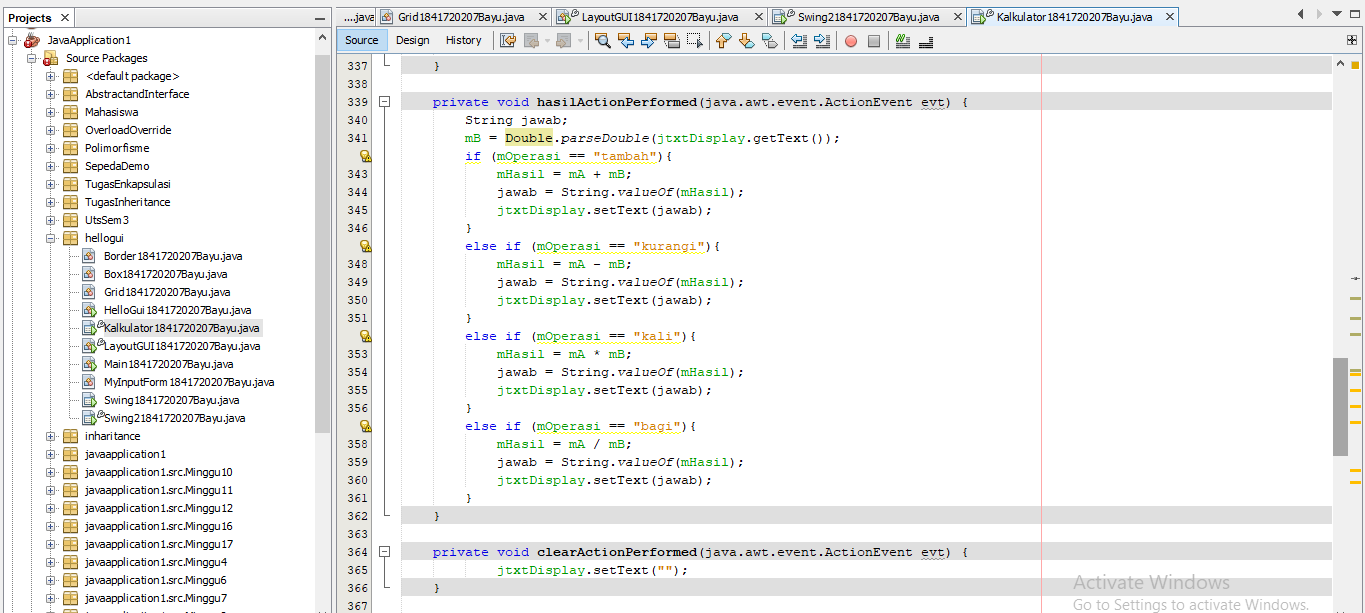 Projects
JavaApplication1
Source Packages
<default package>
AbstractandInterface
Mahasiswa
OverloadOverride
Polimorfisme
SepedaDemo
TugasEnkapsulasi
TugasInheritance
UtsSem3
hellogui
Border1841720207Bayu.java
Box1841720207Bayu.java
Grid1841720207Bayu.java
HelloGui1841720207Bayu.java
Kalkulator1841720207Bayu.java
LayoutGUI1841720207Bayu.java
Main1841720207Bayu.java
MyInputForm1841720207Bayu.java
Swing1841720207Bayu.java
Swing21841720207Bayu.java
inharitance
javaapplication1
javaapplication1.src.Minggu10
javaapplication1.src.Minggu11
javaapplication1.src.Minggu12
javaapplication1.src.Minggu16
javaapplication1.src.Minggu17
javaapplication1.src.Minggu4
javaapplication1.src.Minggu6
javaapplication1.src.Minggu7
....java Grid1841720207Bayu.java LayoutGUI1841720207Bayu.java Swing21841720207Bayu.java Kalkulator1841720207Bayu.java
Source Design History
337 }
338
339 private void hasilActionPerformed(java.awt.event.ActionEvent evt) {
340 String jawab;
341 mB = Double.parseDouble(jtxtDisplay.getText());
if (mOperasi == "tambah"){
343 mHasil = mA + mB;
344 jawab = String.valueOf(mHasil);
345 jtxtDisplay.setText(jawab);
346 }
else if (mOperasi == "kurangi"){
348 mHasil = mA - mB;
349 jawab = String.valueOf(mHasil);
350 jtxtDisplay.setText(jawab);
351 }
else if (mOperasi == "kali"){
353 mHasil = mA * mB;
354 jawab = String.valueOf(mHasil);
355 jtxtDisplay.setText(jawab);
356 }
else if (mOperasi == "bagi"){
358 mHasil = mA / mB;
359 jawab = String.valueOf(mHasil);
360 jtxtDisplay.setText(jawab);
361 }
362 }
363
364 private void clearActionPerformed(java.awt.event.ActionEvent evt) {
365 jtxtDisplay.setText("");
366 }
367
Activate Windows
Go to Settings to activate Windows.